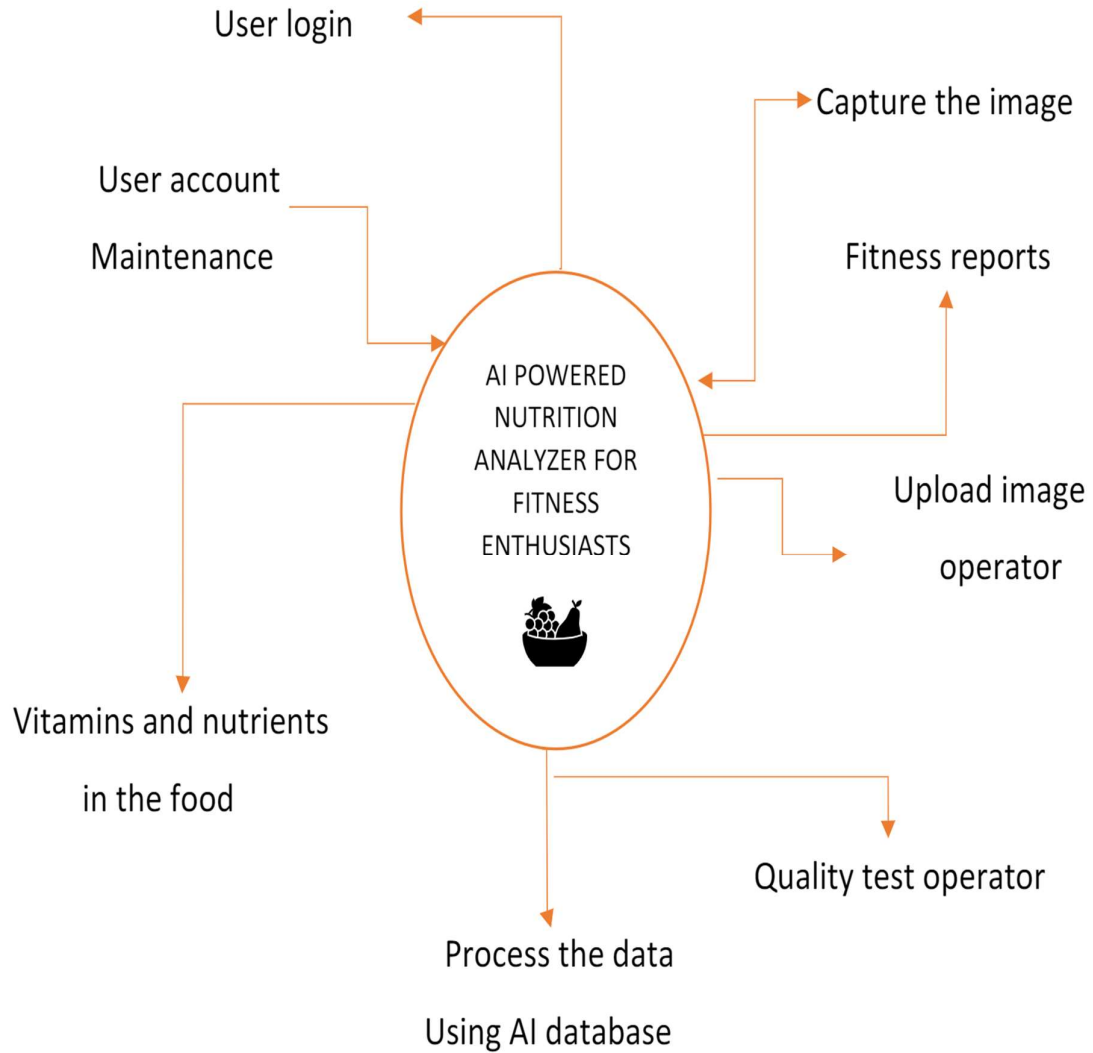 User login
Capture the image
User account
Maintenance
Fitness reports
AI POWERED
NUTRITION
ANALYZER FOR
FITNESS
ENTHUSIASTS
Upload image
operator
Vitamins and nutrients
in the food
Quality test operator
Process the data
Using AI database